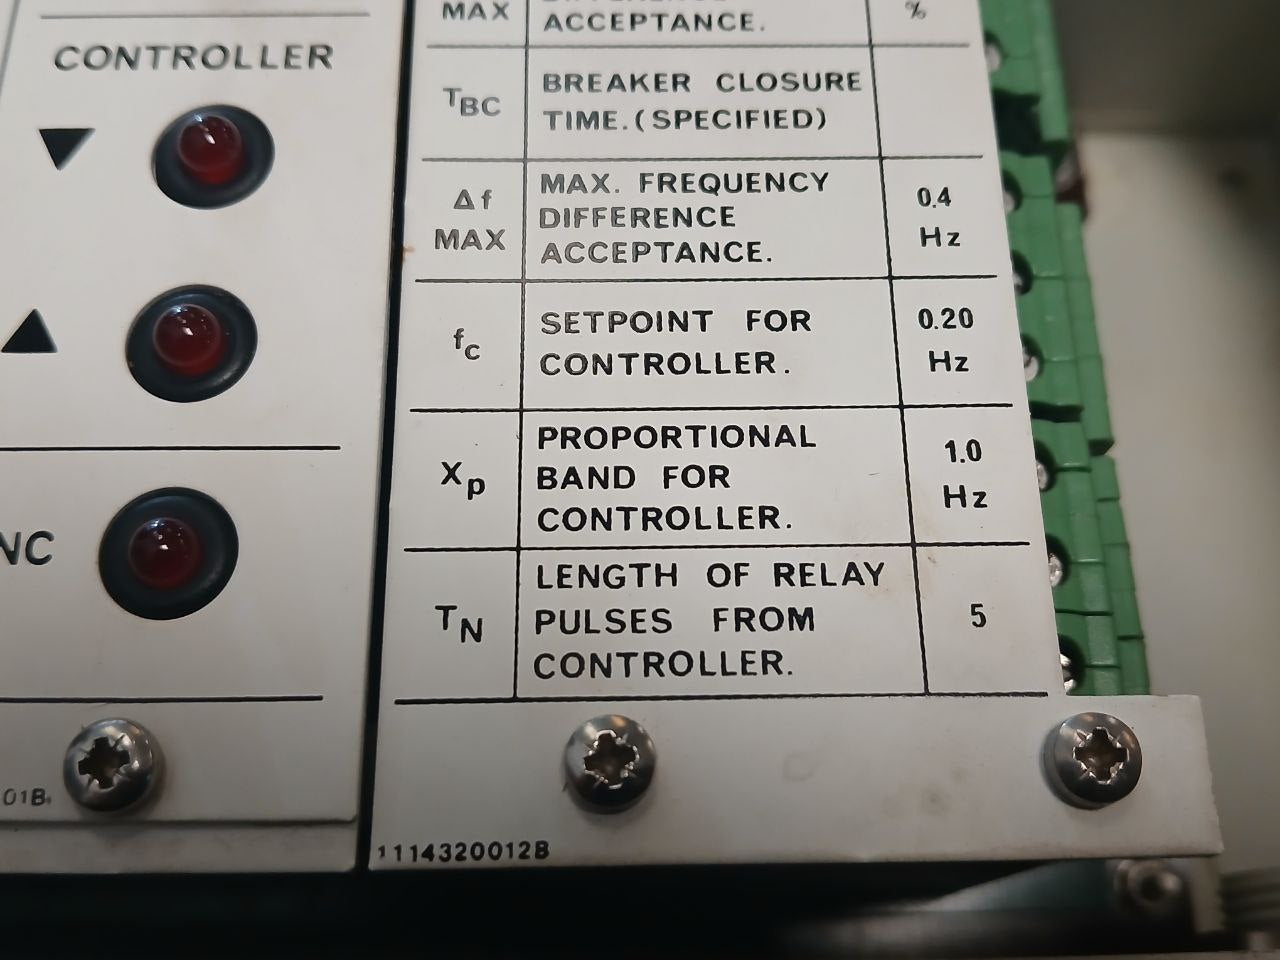 CONTROLLER
▼
▲
NC
01B
MAX
ACCEPTANCE.
%
TBC
BREAKER CLOSURE
TIME.(SPECIFIED)
Δf
MAX
MAX. FREQUENCY
DIFFERENCE
ACCEPTANCE.
0.4
Hz
fc
SETPOINT FOR
CONTROLLER.
0.20
Hz
Xp
PROPORTIONAL
BAND FOR
CONTROLLER.
1.0
Hz
TN
LENGTH OF RELAY
PULSES FROM
CONTROLLER.
5
1114320012B